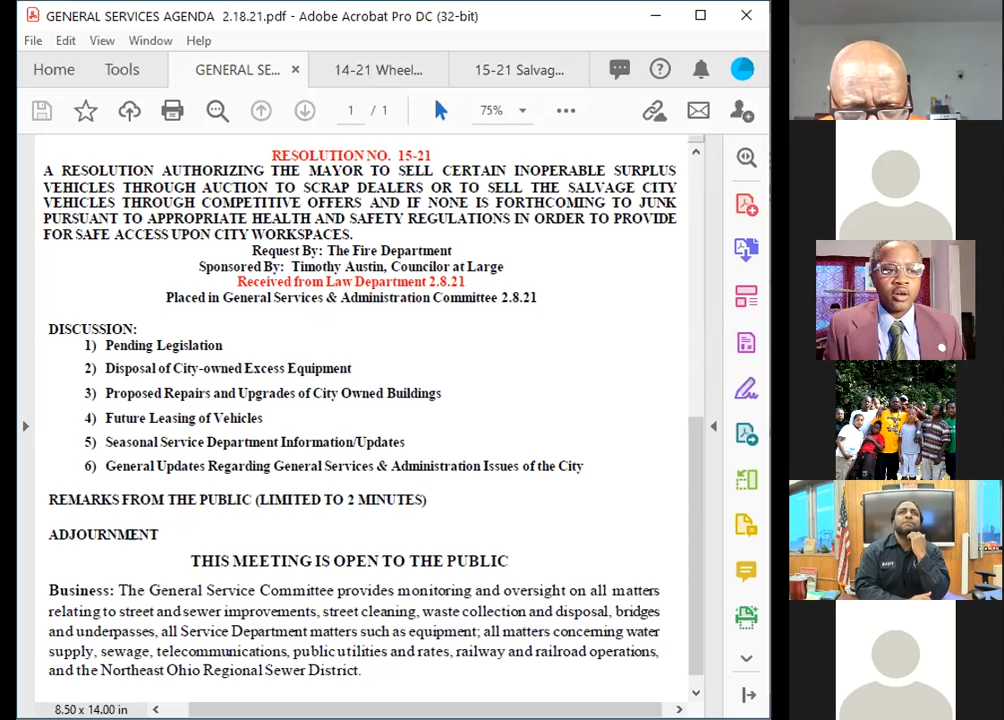 GENERAL SERVICES AGENDA 2.18.21.pdf - Adobe Acrobat Pro DC (32-bit)
File Edit View Window Help
Home Tools GENERAL SE... 14-21 Wheel... 15-21 Salvag...
1 / 1 75%
RESOLUTION NO. 15-21
A RESOLUTION AUTHORIZING THE MAYOR TO SELL CERTAIN INOPERABLE SURPLUS
VEHICLES THROUGH AUCTION TO SCRAP DEALERS OR TO SELL THE SALVAGE CITY
VEHICLES THROUGH COMPETITIVE OFFERS AND IF NONE IS FORTHCOMING TO JUNK
PURSUANT TO APPROPRIATE HEALTH AND SAFETY REGULATIONS IN ORDER TO PROVIDE
FOR SAFE ACCESS UPON CITY WORKSPACES.
Request By: The Fire Department
Sponsored By: Timothy Austin, Councilor at Large
Received from Law Department 2.8.21
Placed in General Services & Administration Committee 2.8.21
DISCUSSION:
1) Pending Legislation
2) Disposal of City-owned Excess Equipment
3) Proposed Repairs and Upgrades of City Owned Buildings
4) Future Leasing of Vehicles
5) Seasonal Service Department Information/Updates
6) General Updates Regarding General Services & Administration Issues of the City
REMARKS FROM THE PUBLIC (LIMITED TO 2 MINUTES)
ADJOURNMENT
THIS MEETING IS OPEN TO THE PUBLIC
Business: The General Service Committee provides monitoring and oversight on all matters
relating to street and sewer improvements, street cleaning, waste collection and disposal, bridges
and underpasses, all Service Department matters such as equipment; all matters concerning water
supply, sewage, telecommunications, public utilities and rates, railway and railroad operations,
and the Northeast Ohio Regional Sewer District.
8.50 x 14.00 in